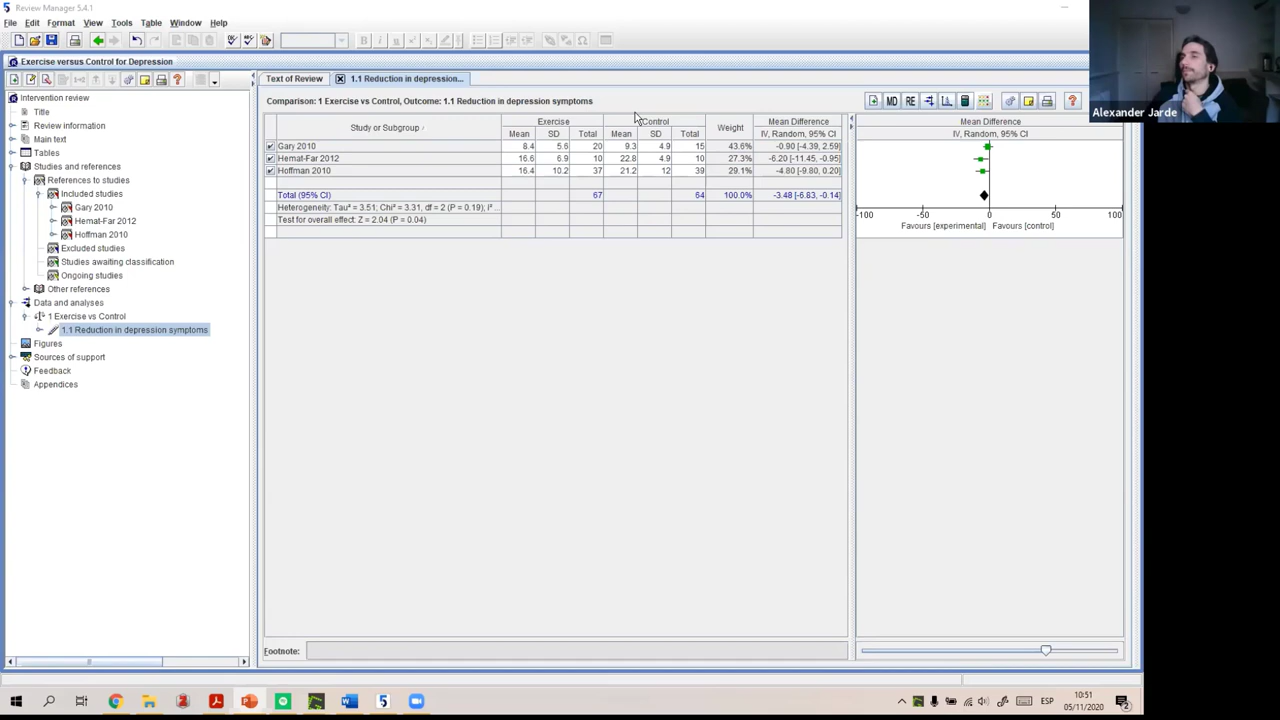 Review Manager 5.4.1
File Edit Format View Tools Table Window Help
Exercise versus Control for Depression
Intervention review
Title
Review information
Main text
Tables
Studies and references
References to studies
Included studies
Gary 2010
Hemat-Far 2012
Hoffman 2010
Excluded studies
Studies awaiting classification
Ongoing studies
Other references
Data and analyses
1 Exercise vs Control
1.1 Reduction in depression symptoms
Figures
Sources of support
Feedback
Appendices
Text of Review 1.1 Reduction in depression...
Comparison: 1 Exercise vs Control, Outcome: 1.1 Reduction in depression symptoms
MD RE
Study or Subgroup Exercise Control Weight Mean Difference
Mean SD Total Mean SD Total IV, Random, 95% CI
Gary 2010 8.4 5.6 20 9.3 4.9 15 43.6% -0.90 [-4.39, 2.59]
Hemat-Far 2012 16.6 6.9 10 22.8 4.9 10 27.3% -6.20 [-11.45, -0.95]
Hoffman 2010 16.4 10.2 37 21.2 12 39 29.1% -4.80 [-9.80, 0.20]
Total (95% CI) 67 64 100.0% -3.48 [-6.83, -0.14]
Heterogeneity: Tau² = 3.51; Chi² = 3.31, df = 2 (P = 0.19); I² ...
Test for overall effect: Z = 2.04 (P = 0.04)
Mean Difference
IV, Random, 95% CI
-100 -50 0 50 100
Favours [experimental] Favours [control]
Footnote:
Alexander Jarde
ESP
10:51
05/11/2020
2